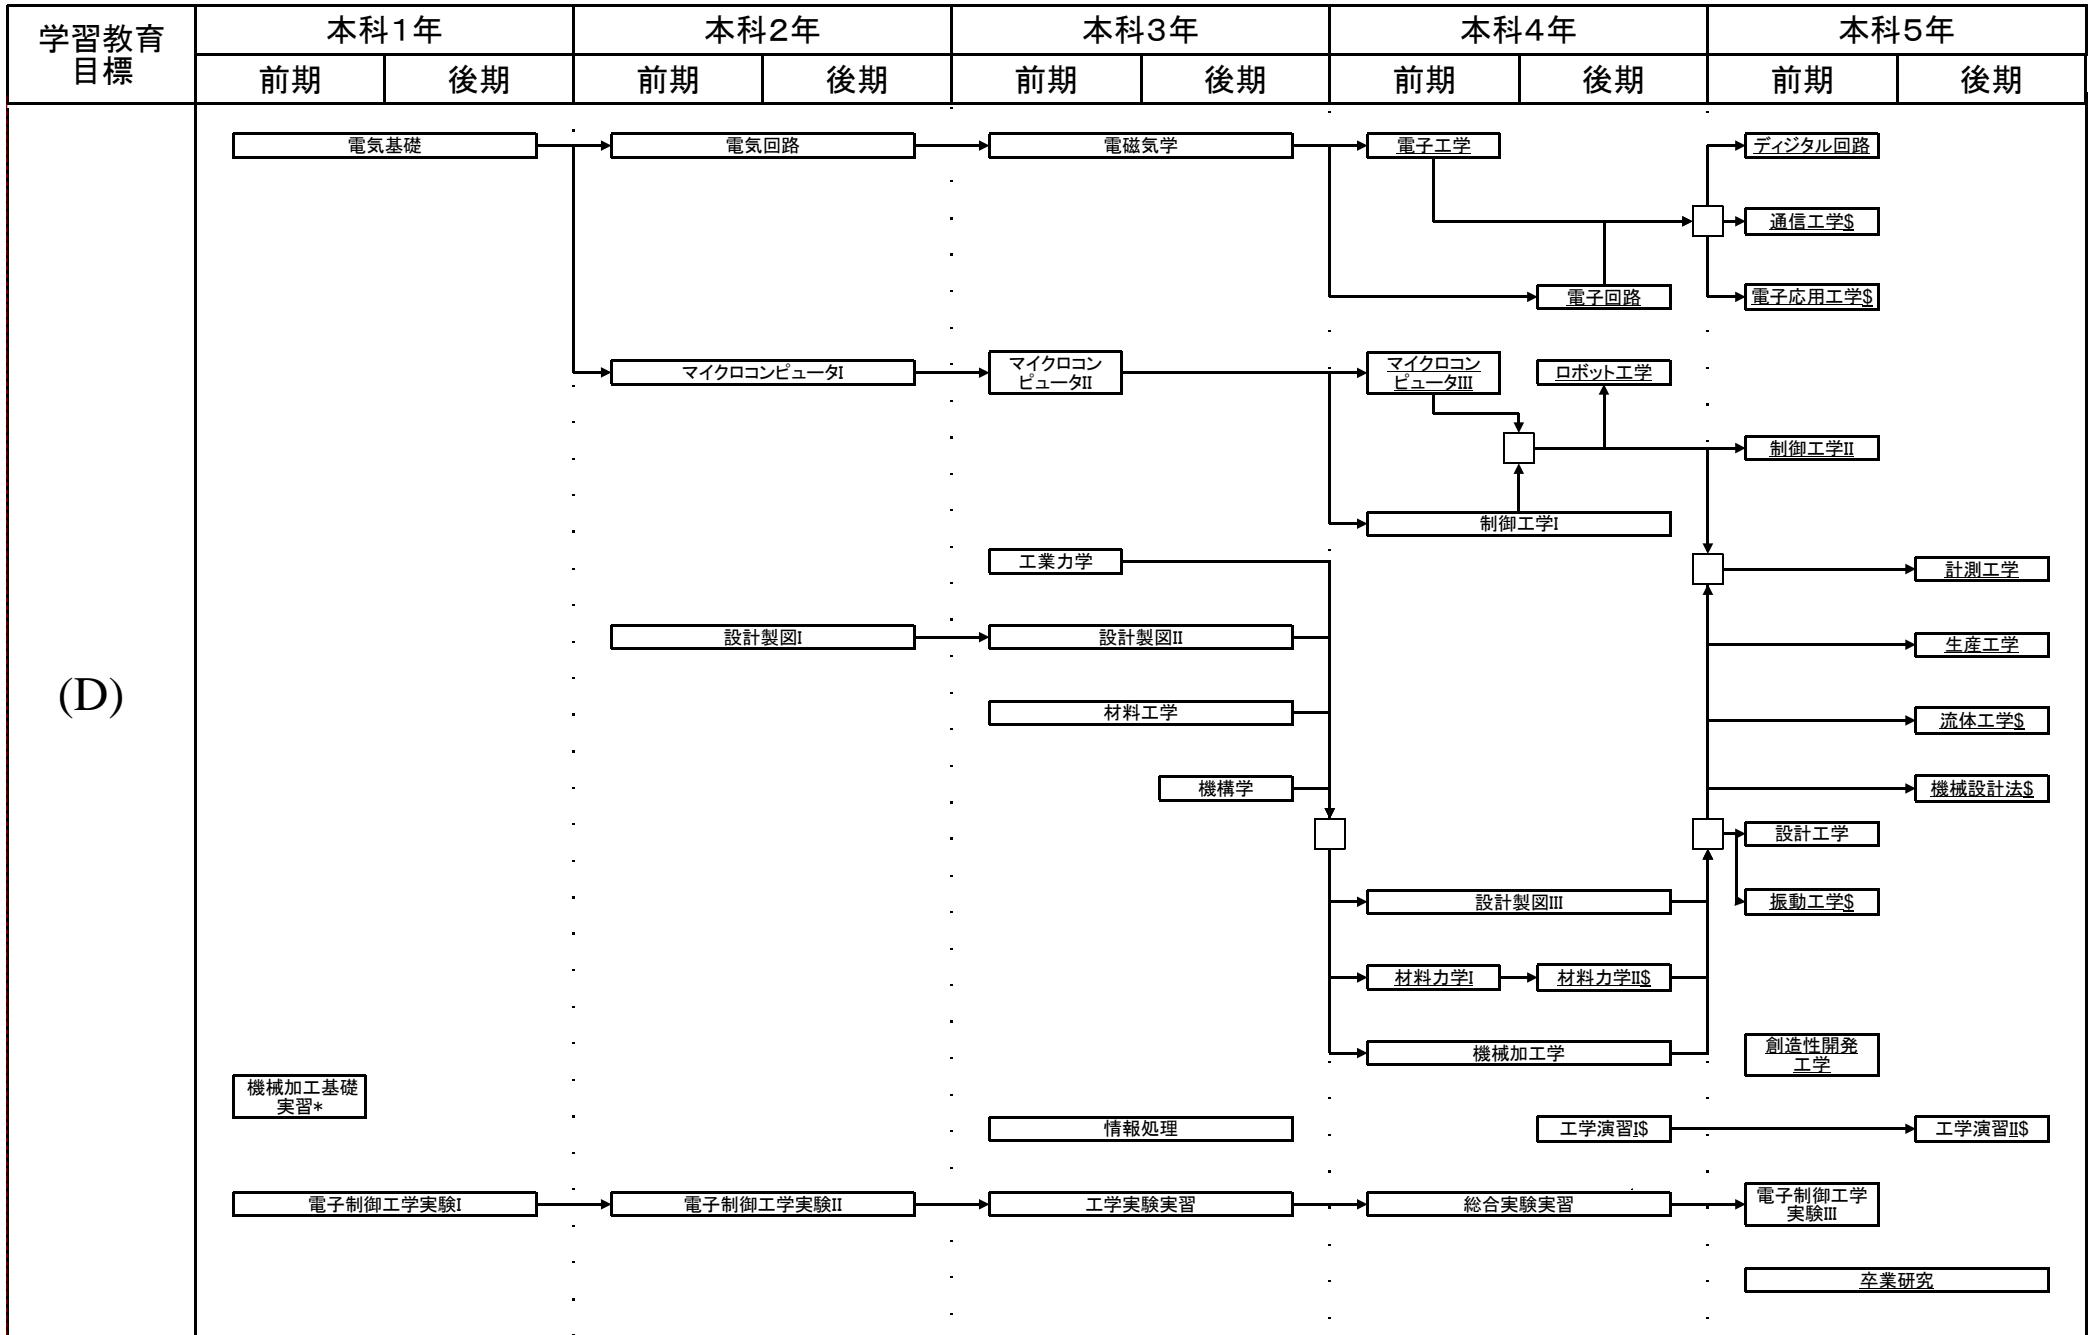 学習教育
目標
本科１年
本科２年
本科３年
本科４年
本科５年
前期
後期
前期
後期
前期
後期
前期
後期
前期
後期
(D)
電気基礎
電気回路
電磁気学
電子工学
ディジタル回路
通信工学$
電子回路
電子応用工学$
マイクロコンピュータI
マイクロコン
ピュータII
マイクロコン
ピュータIII
ロボット工学
制御工学II
制御工学I
工業力学
計測工学
設計製図I
設計製図II
生産工学
材料工学
流体工学$
機構学
機械設計法$
設計工学
設計製図III
振動工学$
材料力学I
材料力学II$
機械加工学
創造性開発
工学
機械加工基礎
実習*
情報処理
工学演習I$
工学演習II$
電子制御工学実験I
電子制御工学実験II
工学実験実習
総合実験実習
電子制御工学
実験III
卒業研究